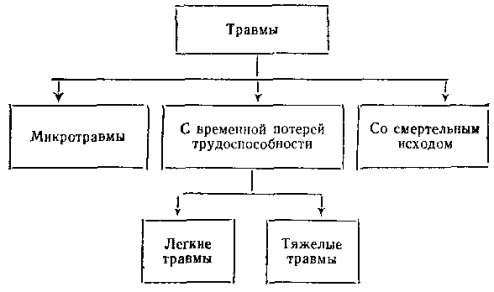 Травмы
Микротравмы
С временной потерей
трудоспособности
Со смертельным
исходом
Легкие
травмы
Тяжелые
травмы